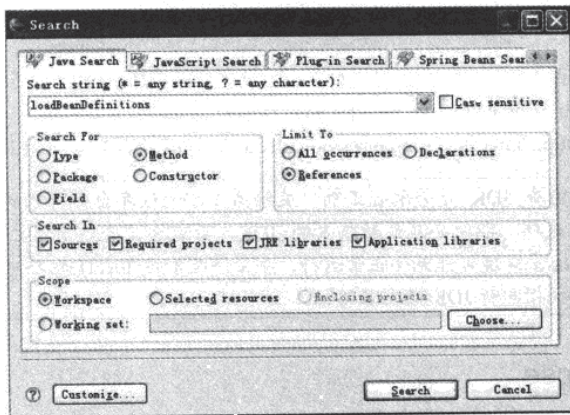 Search
Java Search JavaScript Search Plug-in Search Spring Beans Sear
Search string (* = any string, ? = any character):
loadBeanDefinitions Case sensitive
Search For Limit To
Type Method All occurrences Declarations
Package Constructor References
Field
Search In
Sources Required projects JRE libraries Application libraries
Scope
Workspace Selected resources Enclosing projects
Working set: Choose...
? Customize... Search Cancel